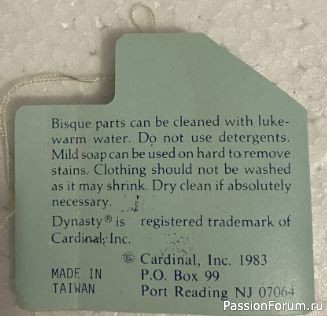 Bisque parts can be cleaned with luke-
warm water. Do not use detergents.
Mild soap can be used on hard to remove
stains. Clothing should not be washed
as it may shrink. Dry clean if absolutely
necessary.
Dynasty® is registered trademark of
Cardinal, Inc.
© Cardinal, Inc. 1983
MADE IN P.O. Box 99
TAIWAN Port Reading NJ 07064
PassionForum.ru